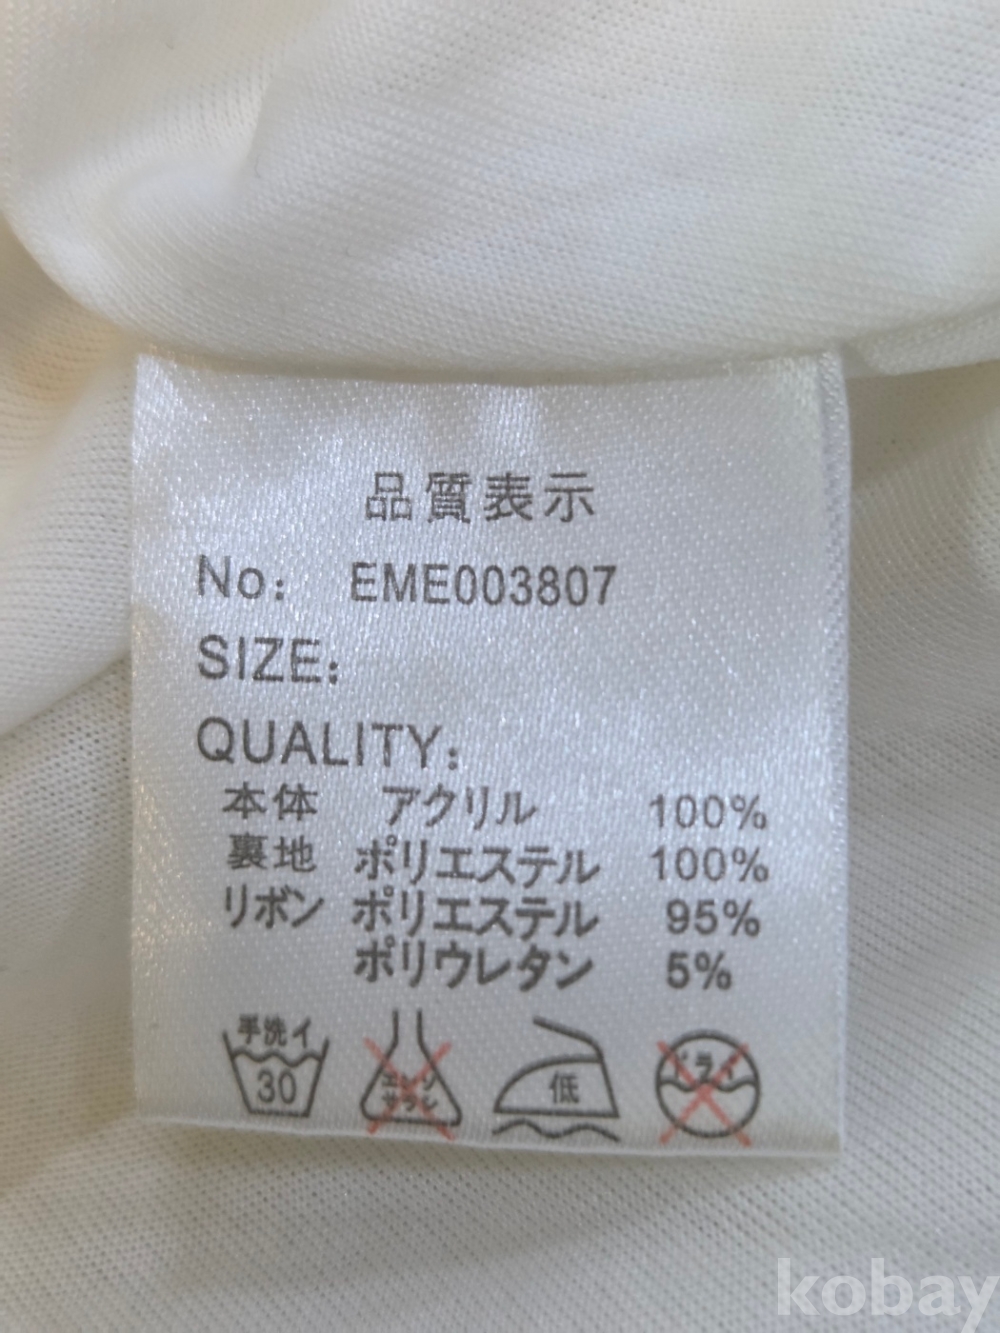 品質表示
No: EME003807
SIZE:
QUALITY:
本体 アクリル 100%
裏地 ポリエステル 100%
リボン ポリエステル 95%
ポリウレタン 5%
手洗イ
30
エンソ
サラシ
低
ドライ
kobay